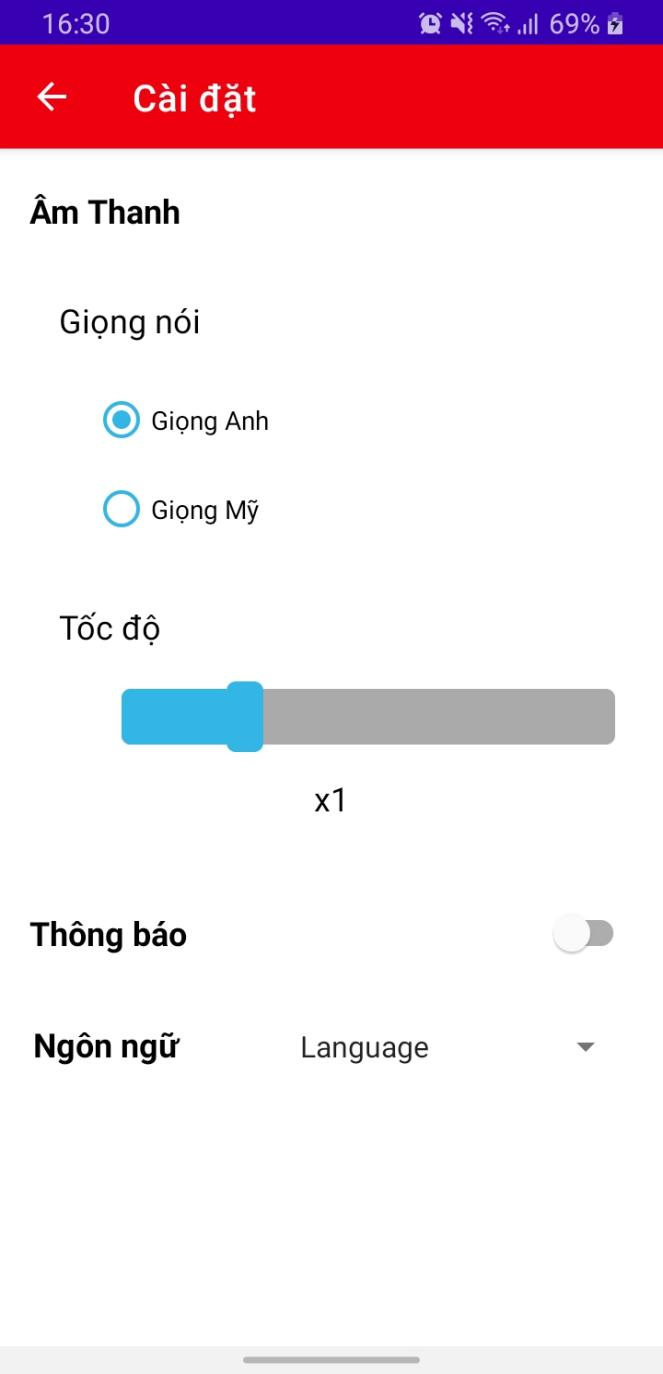 16:30 69%
Cài đặt
Âm Thanh
Giọng nói
Giọng Anh
Giọng Mỹ
Tốc độ
x1
Thông báo
Ngôn ngữ Language